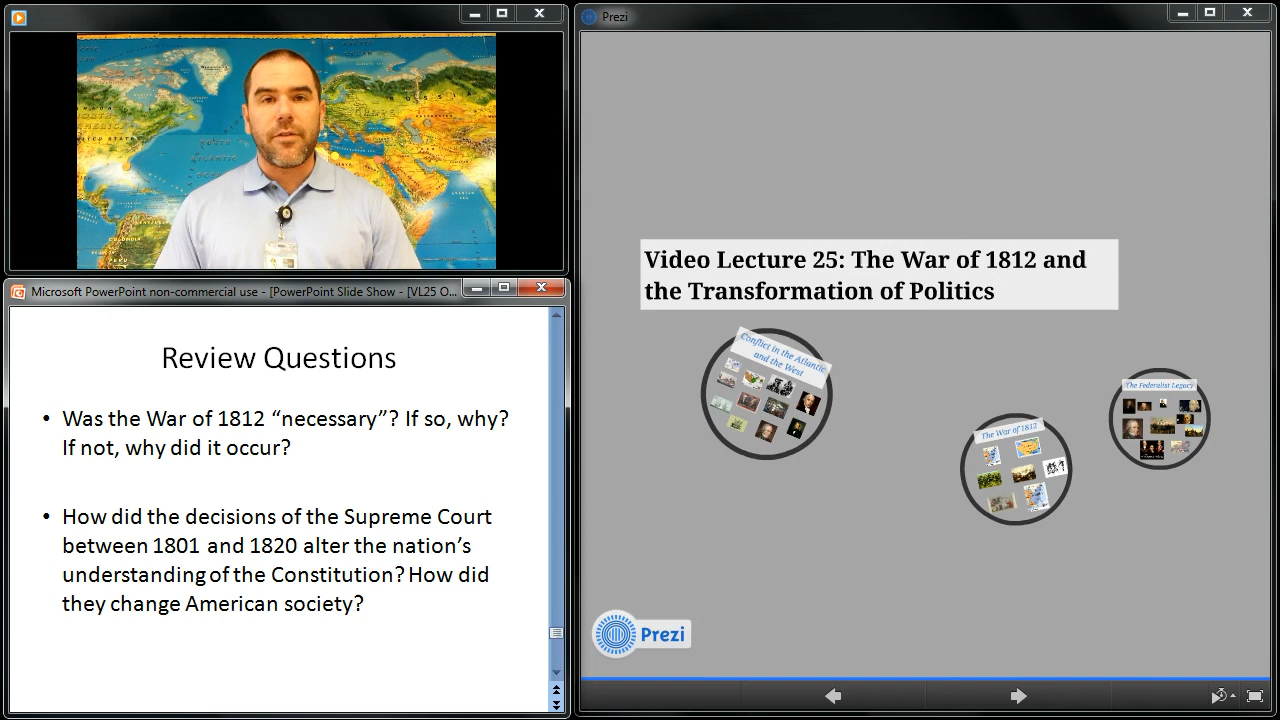 Prezi
Video Lecture 25: The War of 1812 and
the Transformation of Politics
Conflict in the Atlantic
and the West
The War of 1812
The Federalist Legacy
Prezi
Microsoft PowerPoint non-commercial use - [PowerPoint Slide Show - [VL25 O...
Review Questions
• Was the War of 1812 “necessary”? If so, why?
If not, why did it occur?
• How did the decisions of the Supreme Court
between 1801 and 1820 alter the nation’s
understanding of the Constitution? How did
they change American society?